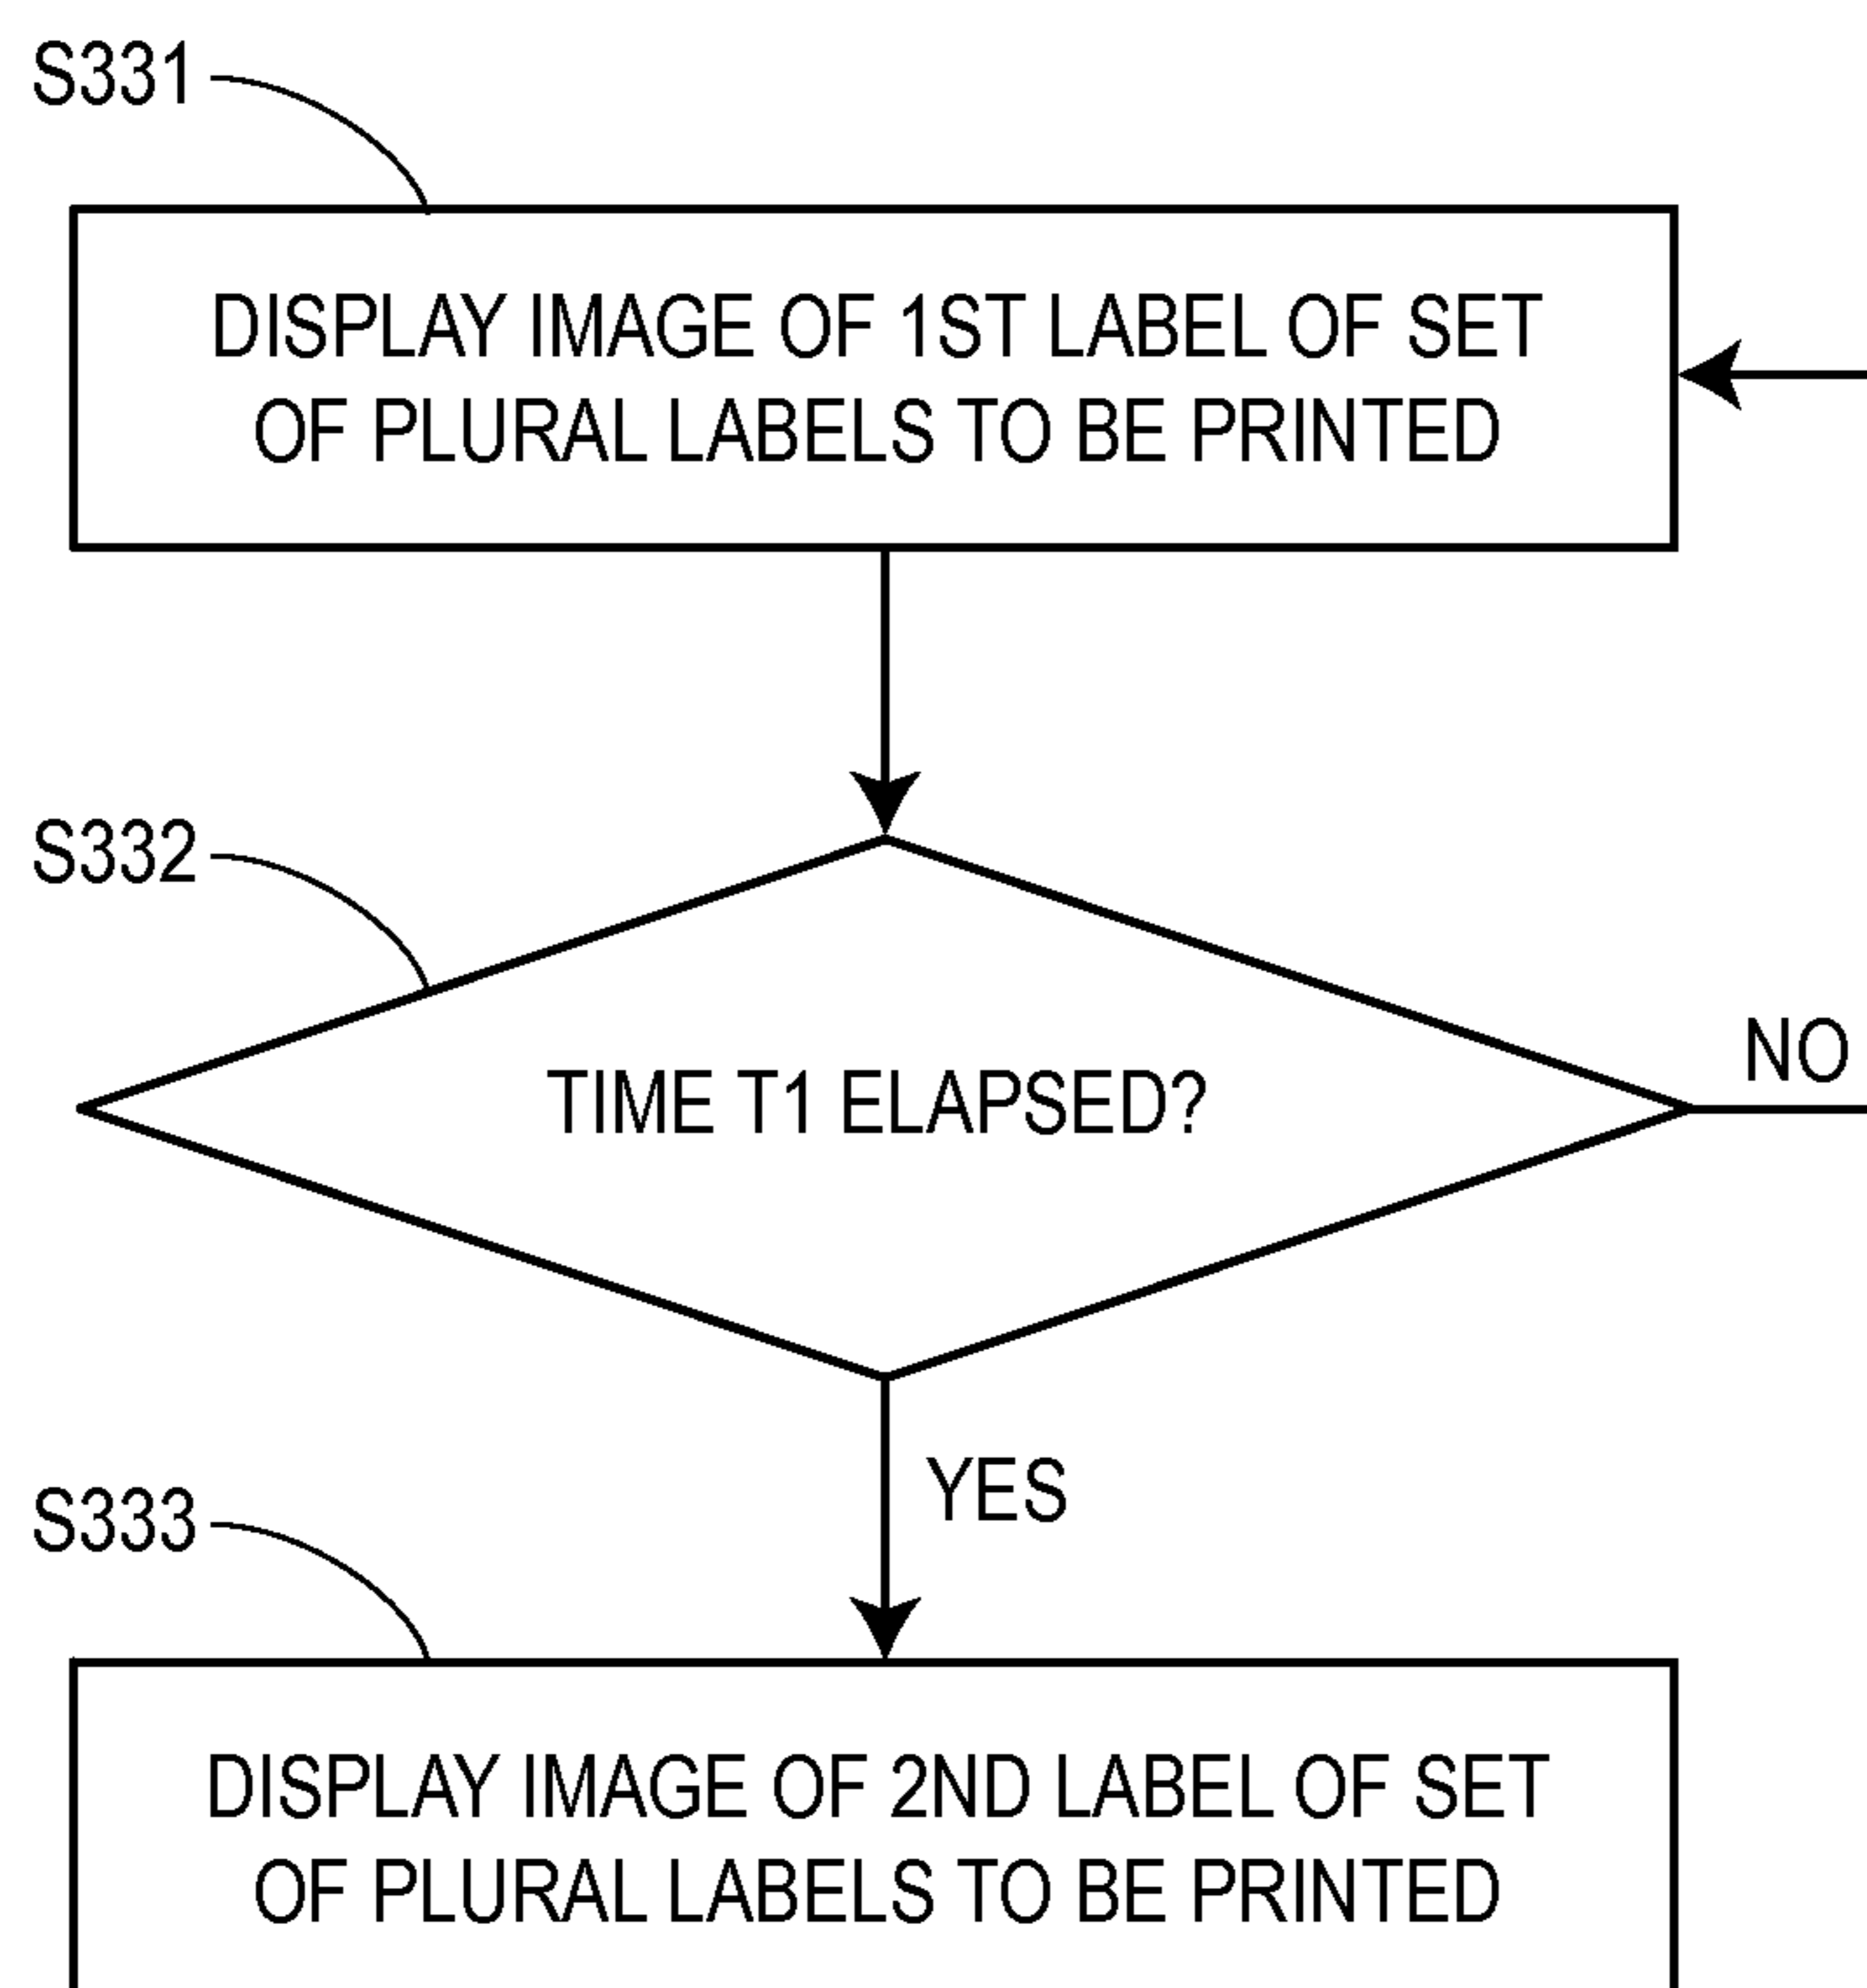 S331
DISPLAY IMAGE OF 1ST LABEL OF SET
OF PLURAL LABELS TO BE PRINTED
S332
TIME T1 ELAPSED?
NO
YES
S333
DISPLAY IMAGE OF 2ND LABEL OF SET
OF PLURAL LABELS TO BE PRINTED